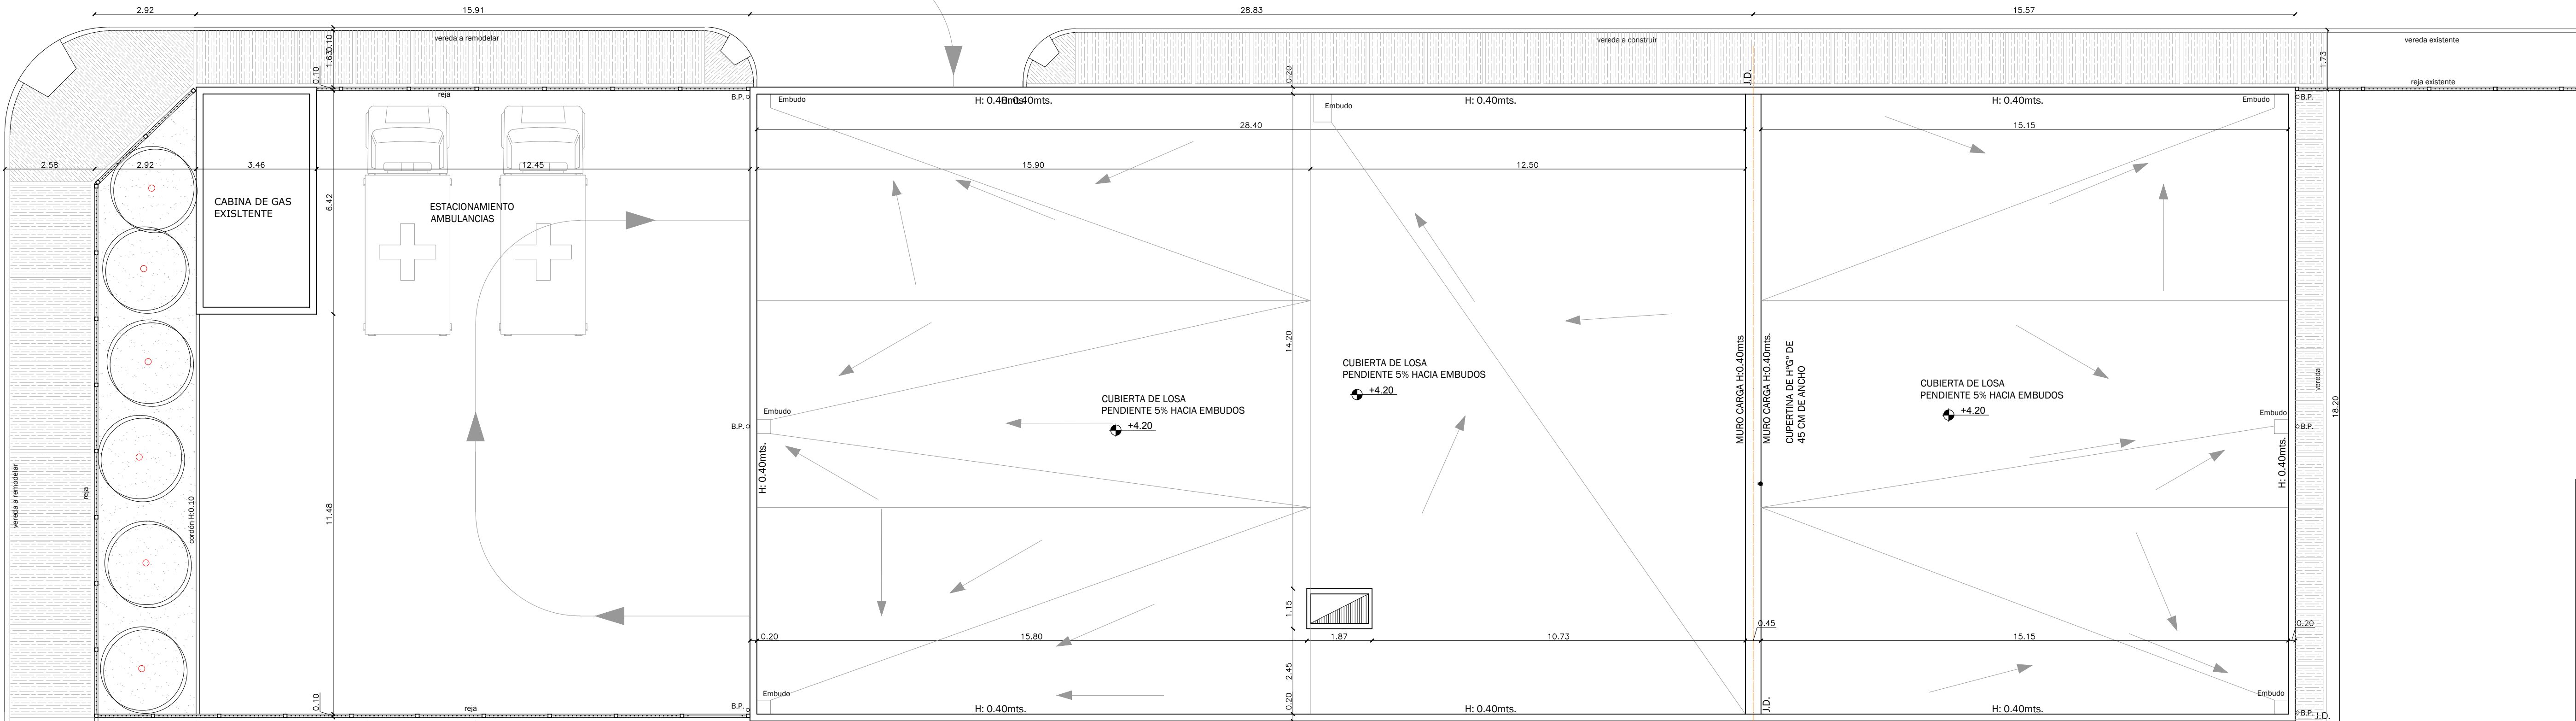 2.92
15.91
28.83
15.57
vereda a remodelar
vereda a construir
vereda existente
0.10
1.63
0.10
0.20
J.D.
1.73
reja existente
reja
B.P.
Embudo
H: 0.40mts.
H: 0.40mts.
Embudo
H: 0.40mts.
H: 0.40mts.
Embudo
B.P.
28.40
15.15
2.58
2.92
3.46
12.45
15.90
12.50
CABINA DE GAS
EXISLTENTE
6.42
ESTACIONAMIENTO
AMBULANCIAS
14.20
CUBIERTA DE LOSA
PENDIENTE 5% HACIA EMBUDOS
+4.20
CUBIERTA DE LOSA
PENDIENTE 5% HACIA EMBUDOS
+4.20
MURO CARGA H:0.40mts.
MURO CARGA H:0.40mts.
CUPERTINA DE HºGº DE
45 CM DE ANCHO
CUBIERTA DE LOSA
PENDIENTE 5% HACIA EMBUDOS
+4.20
vereda
18.20
Embudo
B.P.
H: 0.40mts.
Embudo
B.P.
H: 0.40mts.
vereda a remodelar
reja
cordón H:0.10
11.48
1.15
0.20
15.80
1.87
10.73
0.45
15.15
0.20
2.45
0.10
reja
B.P.
Embudo
H: 0.40mts.
0.20
H: 0.40mts.
J.D.
H: 0.40mts.
Embudo
B.P.
J.D.